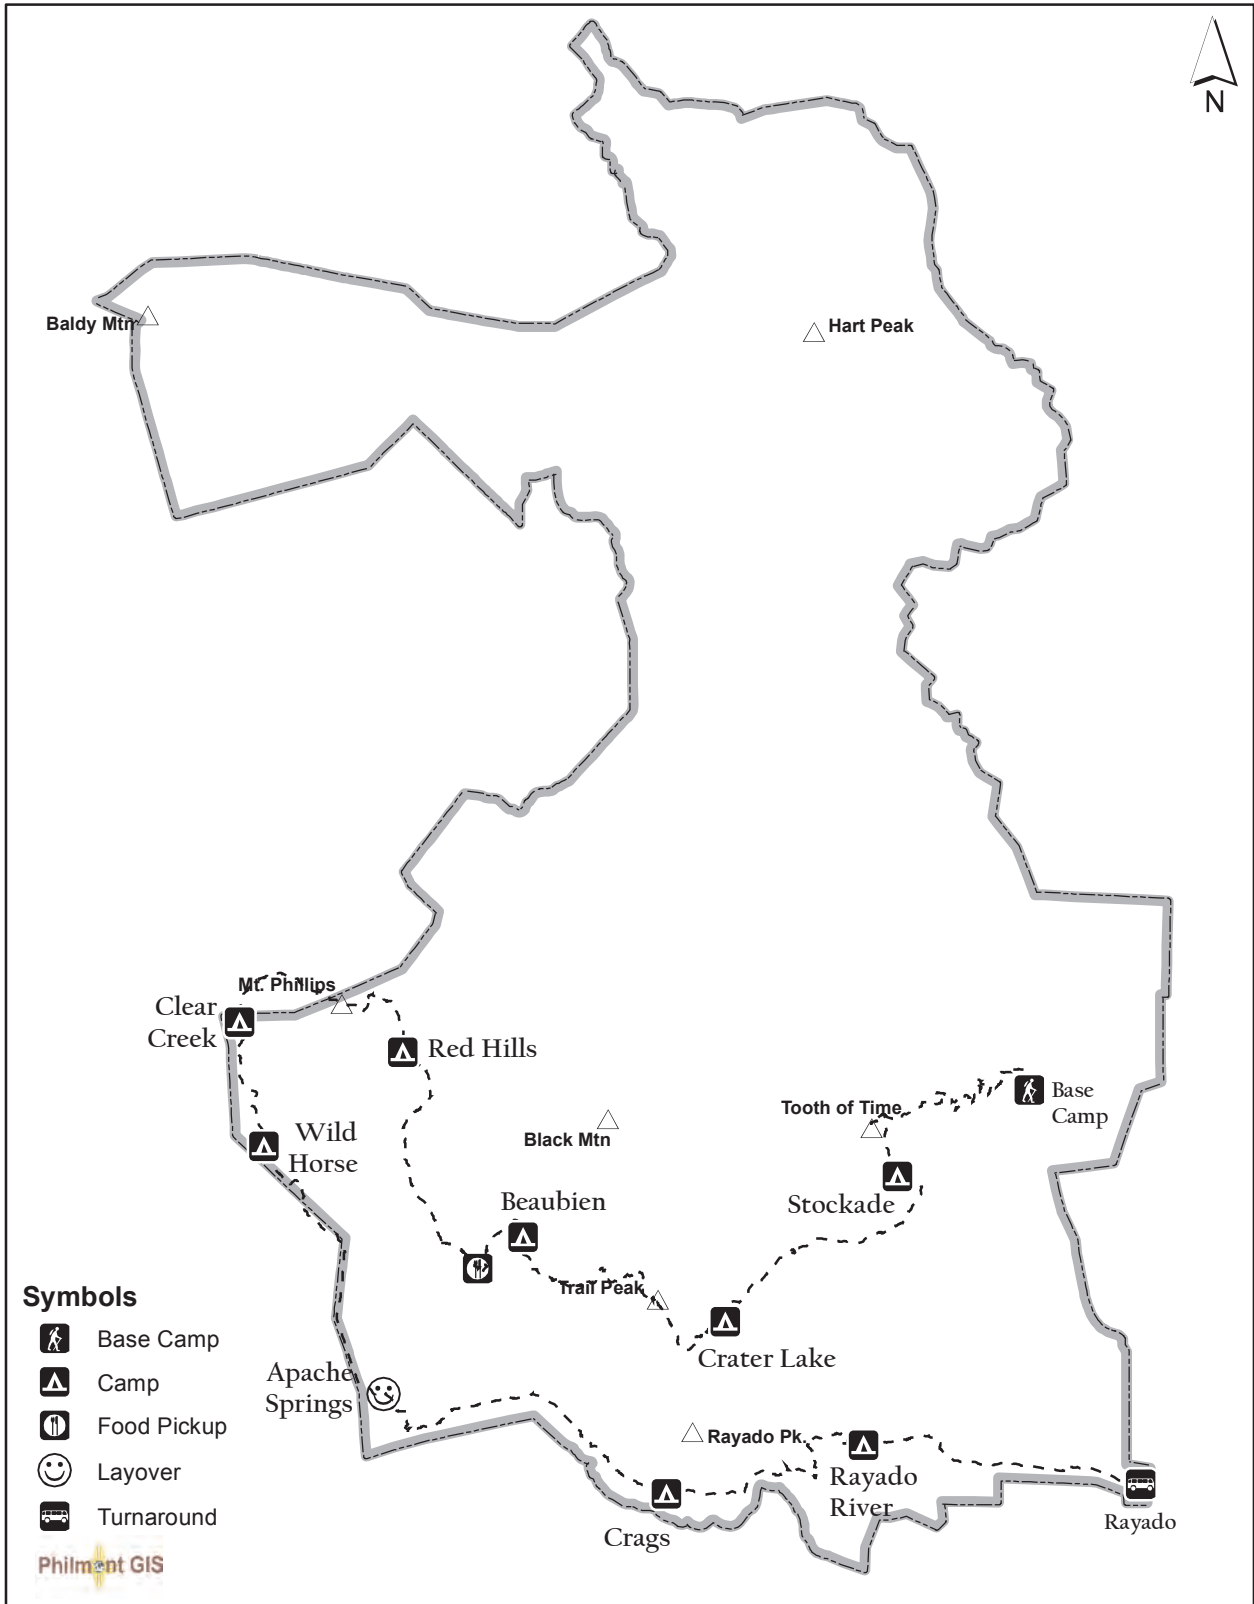 N
Baldy Mtn
Hart Peak
Mt. Phillips
Clear
Creek
Red Hills
Base
Camp
Tooth of Time
Black Mtn
Wild
Horse
Stockade
Beaubien
Trail Peak
Crater Lake
Apache
Springs
Rayado Pk.
Rayado
River
Crags
Rayado
Symbols
Base Camp
Camp
Food Pickup
Layover
Turnaround
Philmont GIS